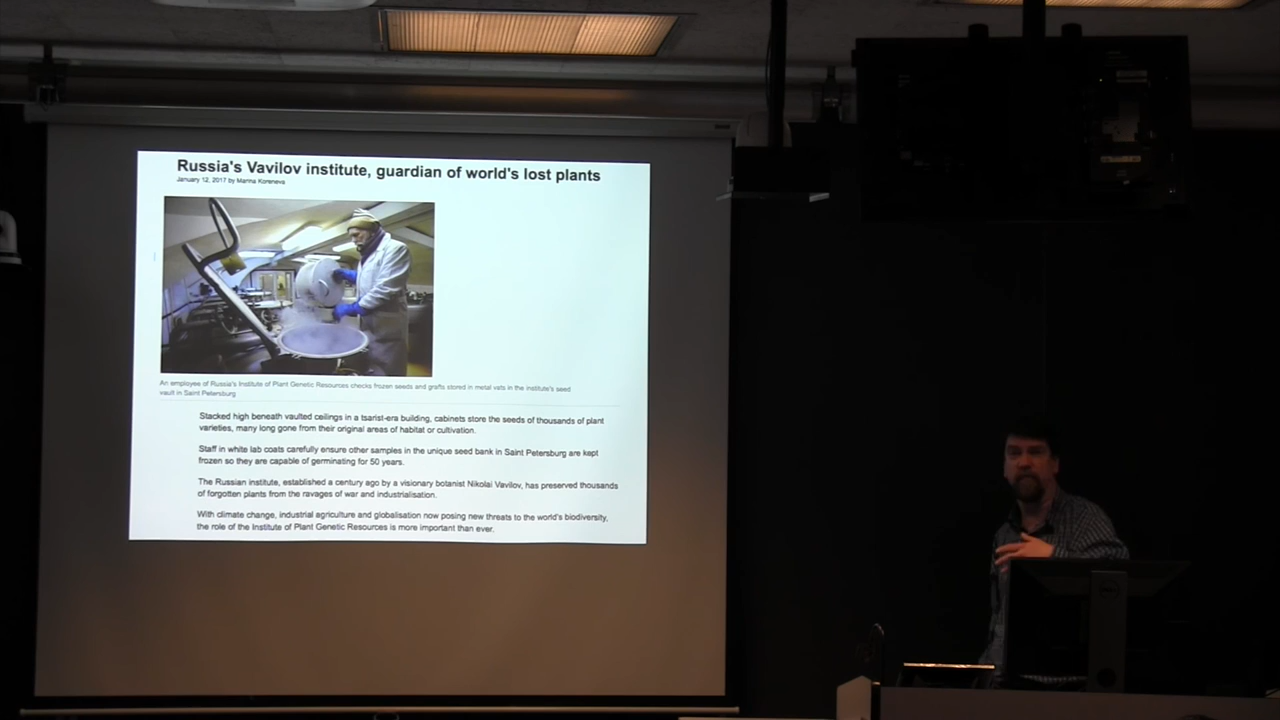 Russia's Vavilov institute, guardian of world's lost plants
January 12, 2017 by Marina Koreneva
An employee of Russia's Institute of Plant Genetic Resources checks frozen seeds and grafts stored in metal vats in the institute's seed
vault in Saint Petersburg
Stacked high beneath vaulted ceilings in a tsarist-era building, cabinets store the seeds of thousands of plant
varieties, many long gone from their original areas of habitat or cultivation.
Staff in white lab coats carefully ensure other samples in the unique seed bank in Saint Petersburg are kept
frozen so they are capable of germinating for 50 years.
The Russian institute, established a century ago by a visionary botanist Nikolai Vavilov, has preserved thousands
of forgotten plants from the ravages of war and industrialisation.
With climate change, industrial agriculture and globalisation now posing new threats to the world's biodiversity,
the role of the Institute of Plant Genetic Resources is more important than ever.